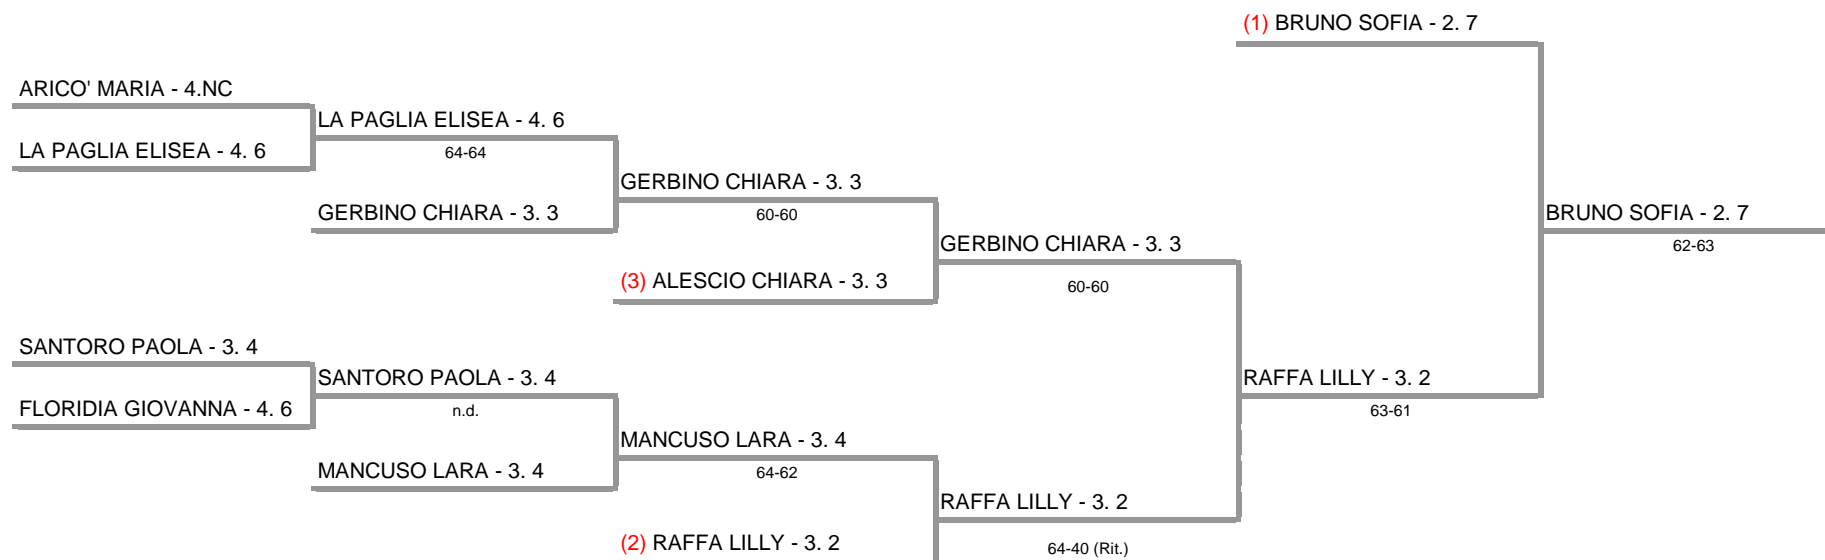 (1) BRUNO SOFIA - 2. 7
ARICO' MARIA - 4.NC
LA PAGLIA ELISEA - 4. 6
LA PAGLIA ELISEA - 4. 6
64-64
GERBINO CHIARA - 3. 3
GERBINO CHIARA - 3. 3
60-60
BRUNO SOFIA - 2. 7
62-63
GERBINO CHIARA - 3. 3
60-60
(3) ALESCIO CHIARA - 3. 3
SANTORO PAOLA - 3. 4
SANTORO PAOLA - 3. 4
n.d.
FLORIDIA GIOVANNA - 4. 6
RAFFA LILLY - 3. 2
63-61
MANCUSO LARA - 3. 4
64-62
MANCUSO LARA - 3. 4
RAFFA LILLY - 3. 2
64-40 (Rit.)
(2) RAFFA LILLY - 3. 2